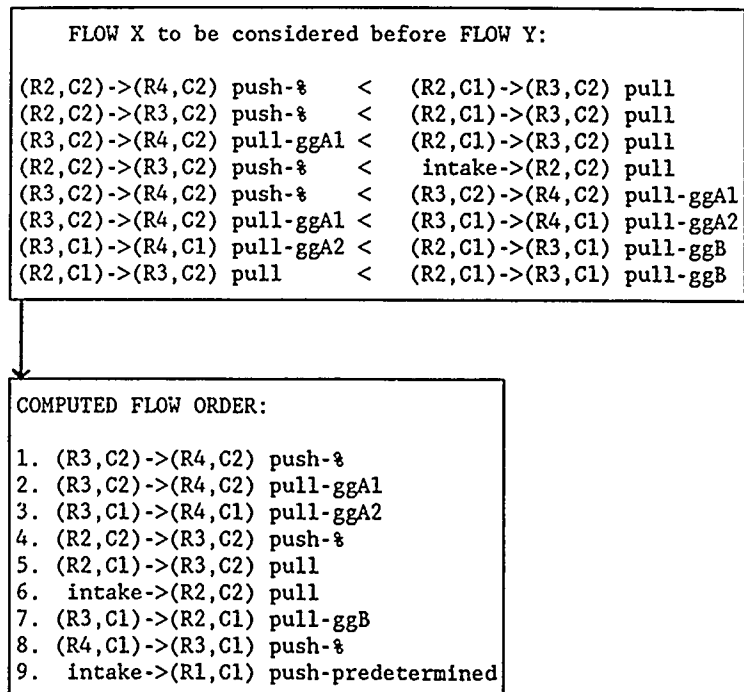 FLOW X to be considered before FLOW Y:
(R2,C2)->(R4,C2) push-% < (R2,C1)->(R3,C2) pull
(R2,C2)->(R3,C2) push-% < (R2,C1)->(R3,C2) pull
(R3,C2)->(R4,C2) pull-ggA1 < (R2,C1)->(R3,C2) pull
(R2,C2)->(R3,C2) push-% < intake->(R2,C2) pull
(R3,C2)->(R4,C2) push-% < (R3,C2)->(R4,C2) pull-ggA1
(R3,C2)->(R4,C2) pull-ggA1 < (R3,C1)->(R4,C1) pull-ggA2
(R3,C1)->(R4,C1) pull-ggA2 < (R2,C1)->(R3,C1) pull-ggB
(R2,C1)->(R3,C2) pull < (R2,C1)->(R3,C1) pull-ggB
COMPUTED FLOW ORDER:
1. (R3,C2)->(R4,C2) push-%
2. (R3,C2)->(R4,C2) pull-ggA1
3. (R3,C1)->(R4,C1) pull-ggA2
4. (R2,C2)->(R3,C2) push-%
5. (R2,C1)->(R3,C2) pull
6. intake->(R2,C2) pull
7. (R3,C1)->(R2,C1) pull-ggB
8. (R4,C1)->(R3,C1) push-%
9. intake->(R1,C1) push-predetermined